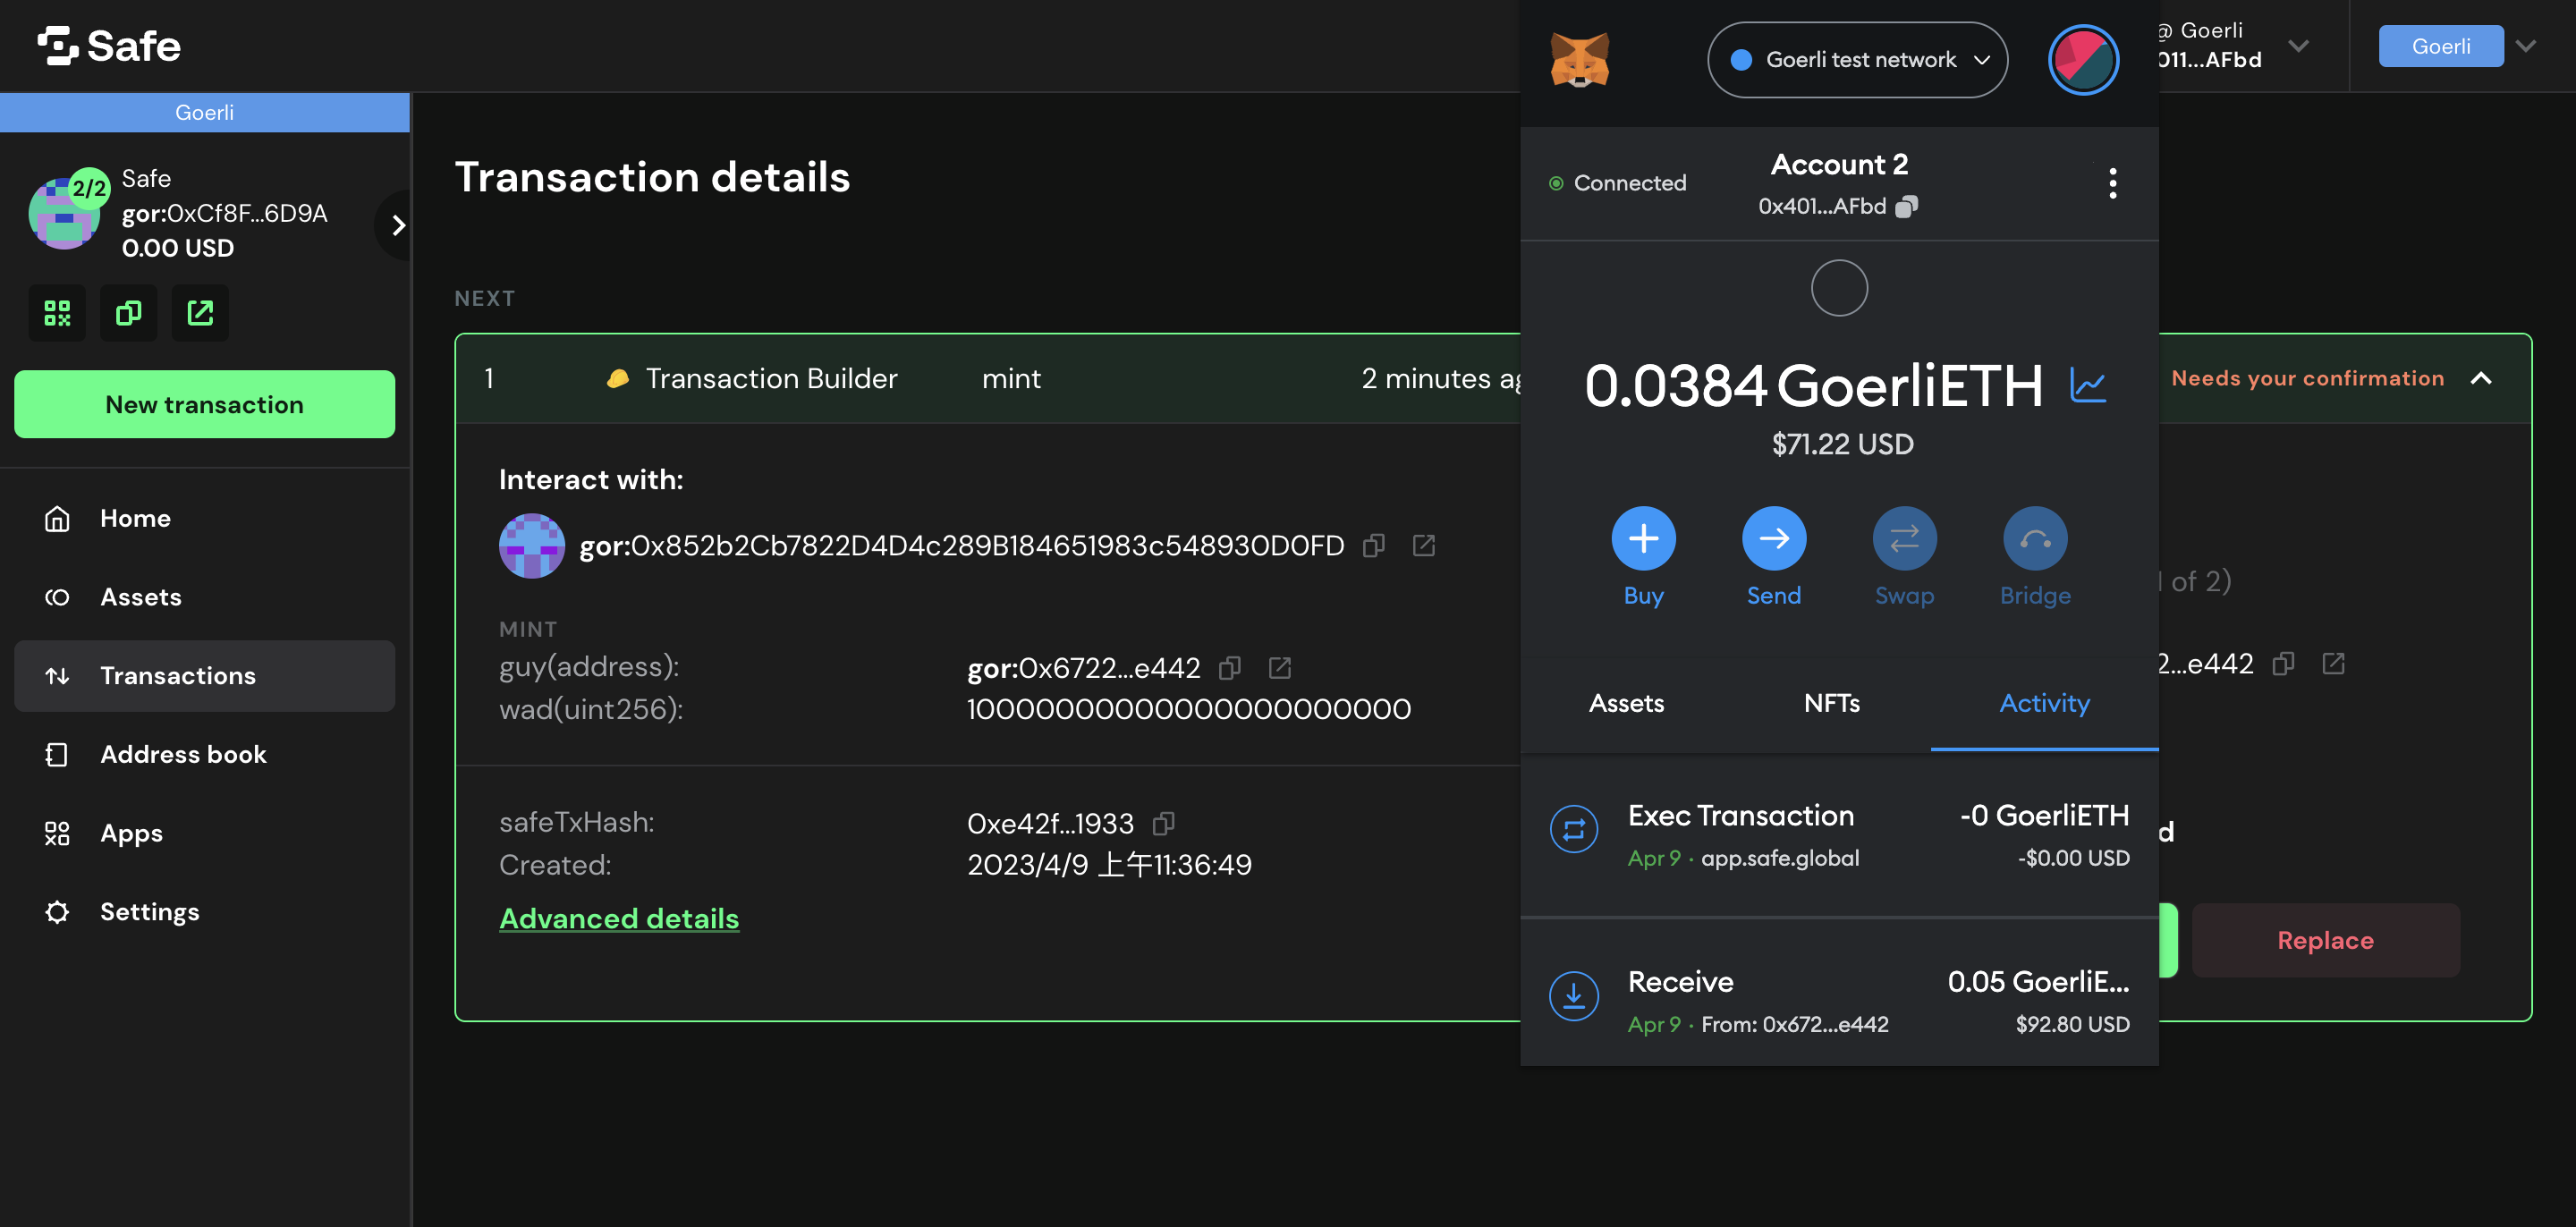 Safe
Goerli
2/2
Safe
gor:0xCf8F...6D9A
0.00 USD
New transaction
Home
Assets
Transactions
Address book
Apps
Settings
Transaction details
NEXT
1 Transaction Builder mint 2 minutes ag
Needs your confirmation
Interact with:
gor:0x852b2Cb7822D4D4c289B184651983c548930D0FD
MINT
guy(address): gor:0x6722...e442
wad(uint256): 10000000000000000000000
safeTxHash: 0xe42f...1933
Created: 2023/4/9 上午11:36:49
Advanced details
Goerli test network
Connected
Account 2
0x401...AFbd
0.0384 GoerliETH
$71.22 USD
Buy
Send
Swap
Bridge
Assets
NFTs
Activity
Exec Transaction -0 GoerliETH
Apr 9 · app.safe.global -$0.00 USD
Receive 0.05 GoerliE...
Apr 9 · From: 0x672...e442 $92.80 USD
@ Goerli
011...AFbd
Goerli
of 2)
2...e442
d
Replace